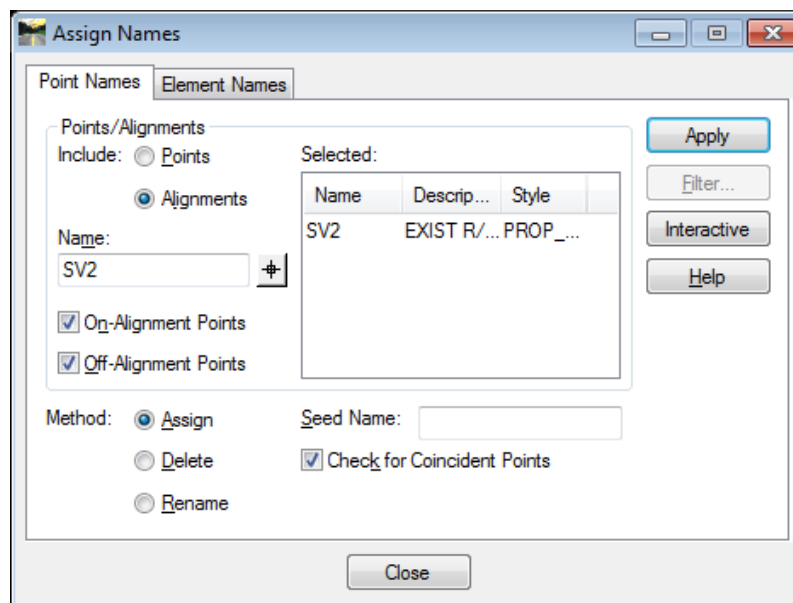 Assign Names
Point Names Element Names
Points/Alignments
Include: Points Selected:
Alignments
Name Descrip... Style
SV2 EXIST R/... PROP_...
Name:
SV2
On-Alignment Points
Off-Alignment Points
Apply
Filter...
Interactive
Help
Method: Assign Seed Name:
Delete Check for Coincident Points
Rename
Close